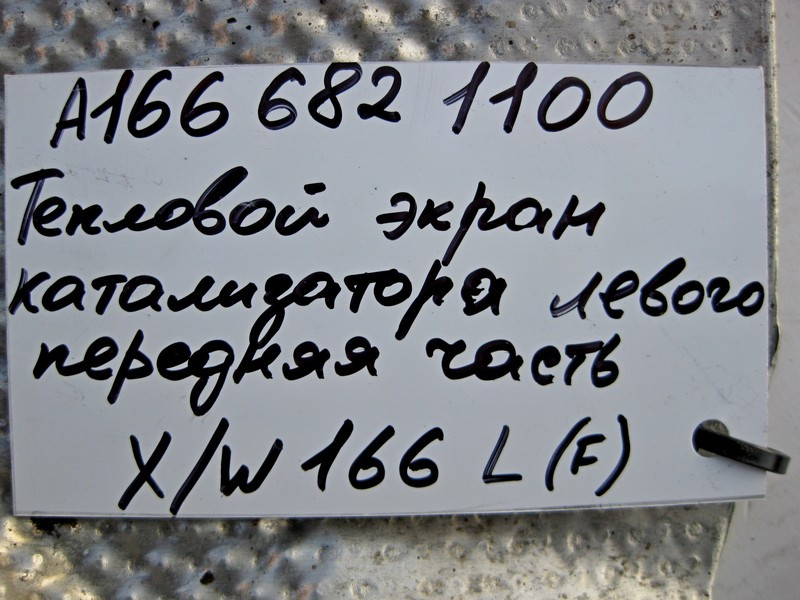 A166 682 1100
Тепловой экран
катализатора левого
передняя часть
X/W 166 L (F)